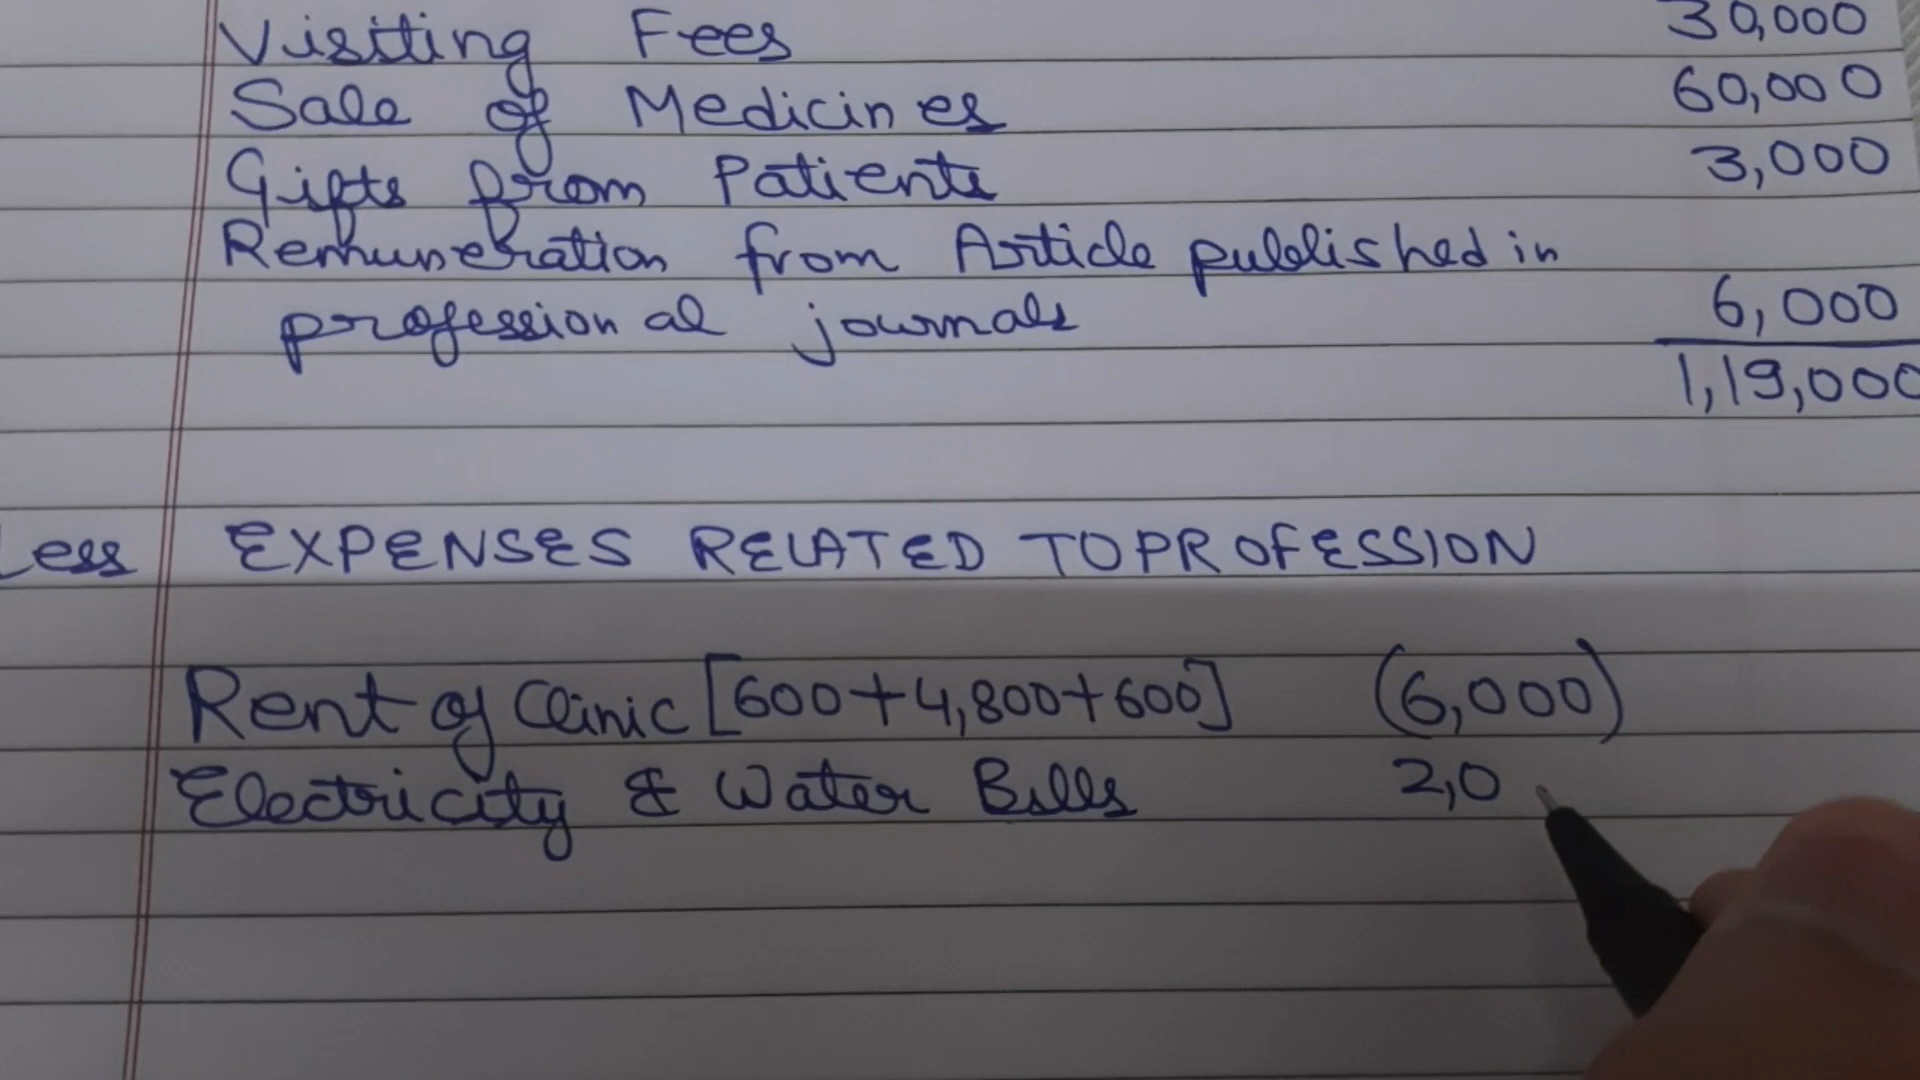 Visiting Fees 30,000
Sale of Medicines 60,000
Gifts from Patients 3,000
Remuneration from Article published in
professional journals 6,000
1,19,000
Less EXPENSES RELATED TO PROFESSION
Rent of Clinic [600+4,800+600] (6,000)
Electricity & Water Bills 2,0